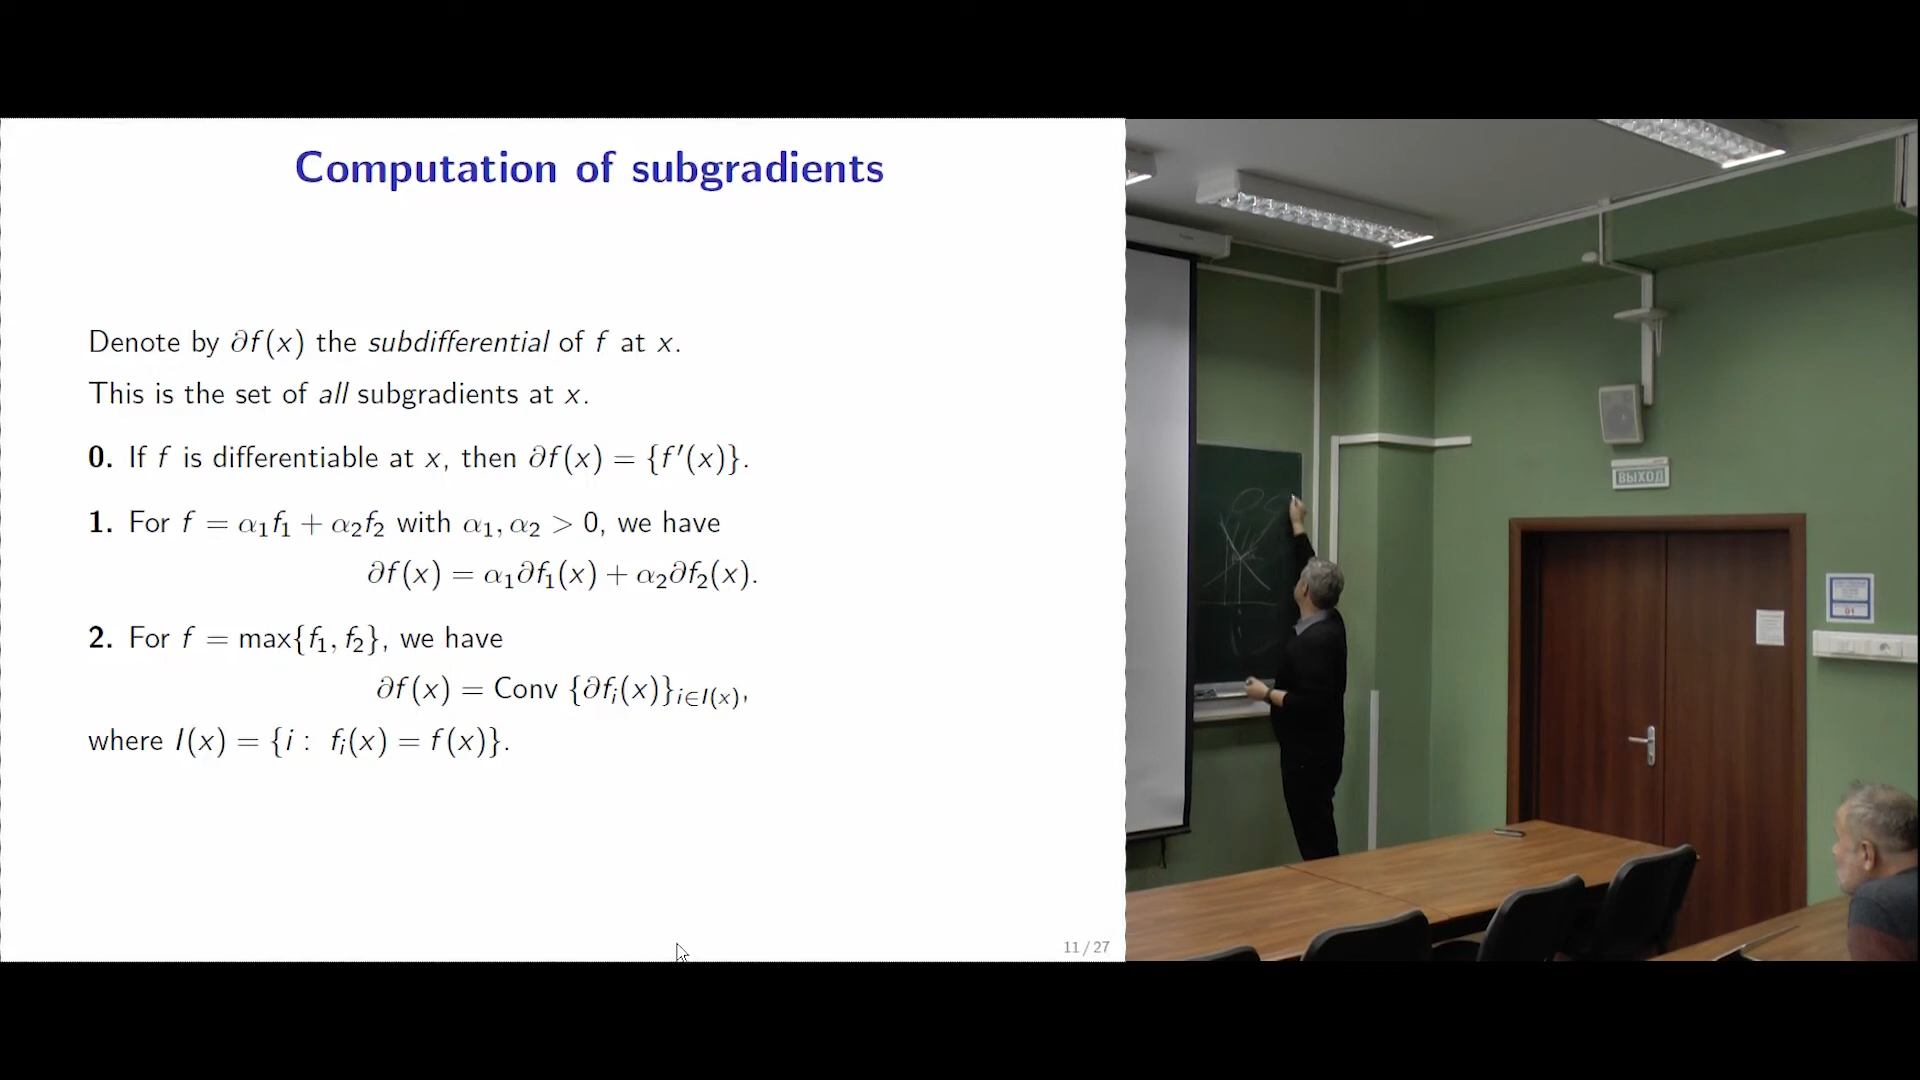 Computation of subgradients
Denote by ∂f(x) the subdifferential of f at x.
This is the set of all subgradients at x.
0. If f is differentiable at x, then ∂f(x) = {f′(x)}.
1. For f = α₁f₁ + α₂f₂ with α₁, α₂ > 0, we have
∂f(x) = α₁∂f₁(x) + α₂∂f₂(x).
2. For f = max{f₁, f₂}, we have
∂f(x) = Conv {∂fᵢ(x)}ᵢ∈I(x),
where I(x) = {i : fᵢ(x) = f(x)}.
11 / 27
ВЫХОД
01